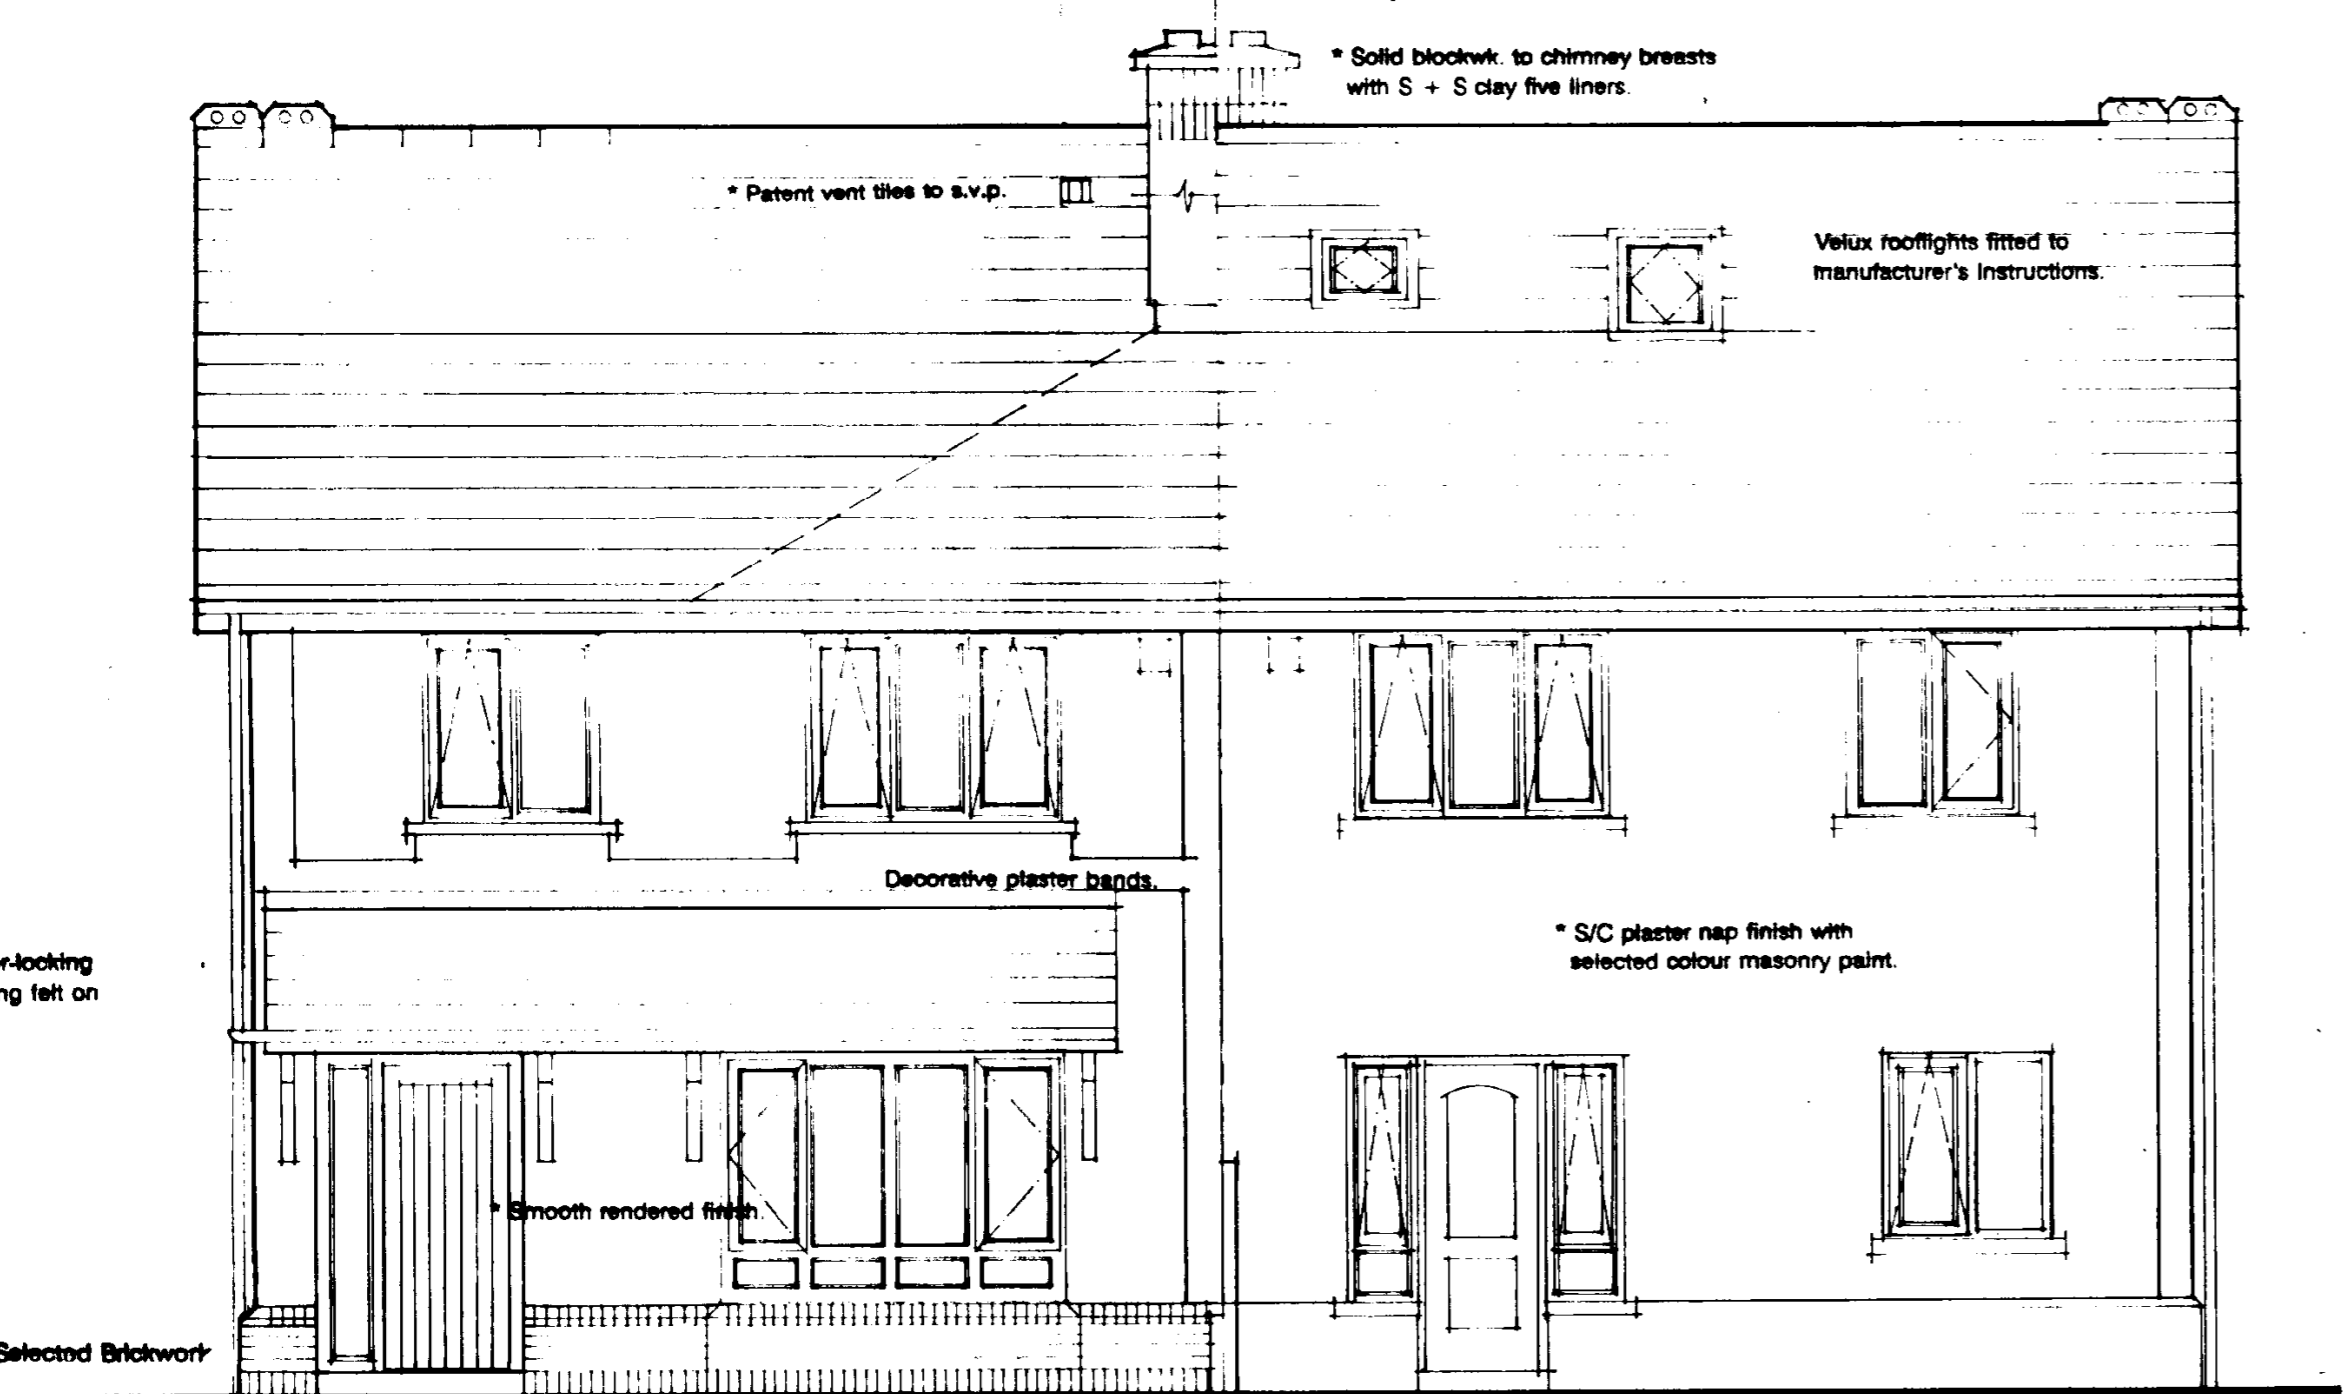 * Solid blockwk. to chimney breasts
with S + S clay five liners.
* Patent vent tiles to s.v.p.
Velux rooflights fitted to
manufacturer's instructions.
Decorative plaster bands.
* S/C plaster nap finish with
selected colour masonry paint.
r-locking
ng felt on
* Smooth rendered finish.
Selected Brickwork